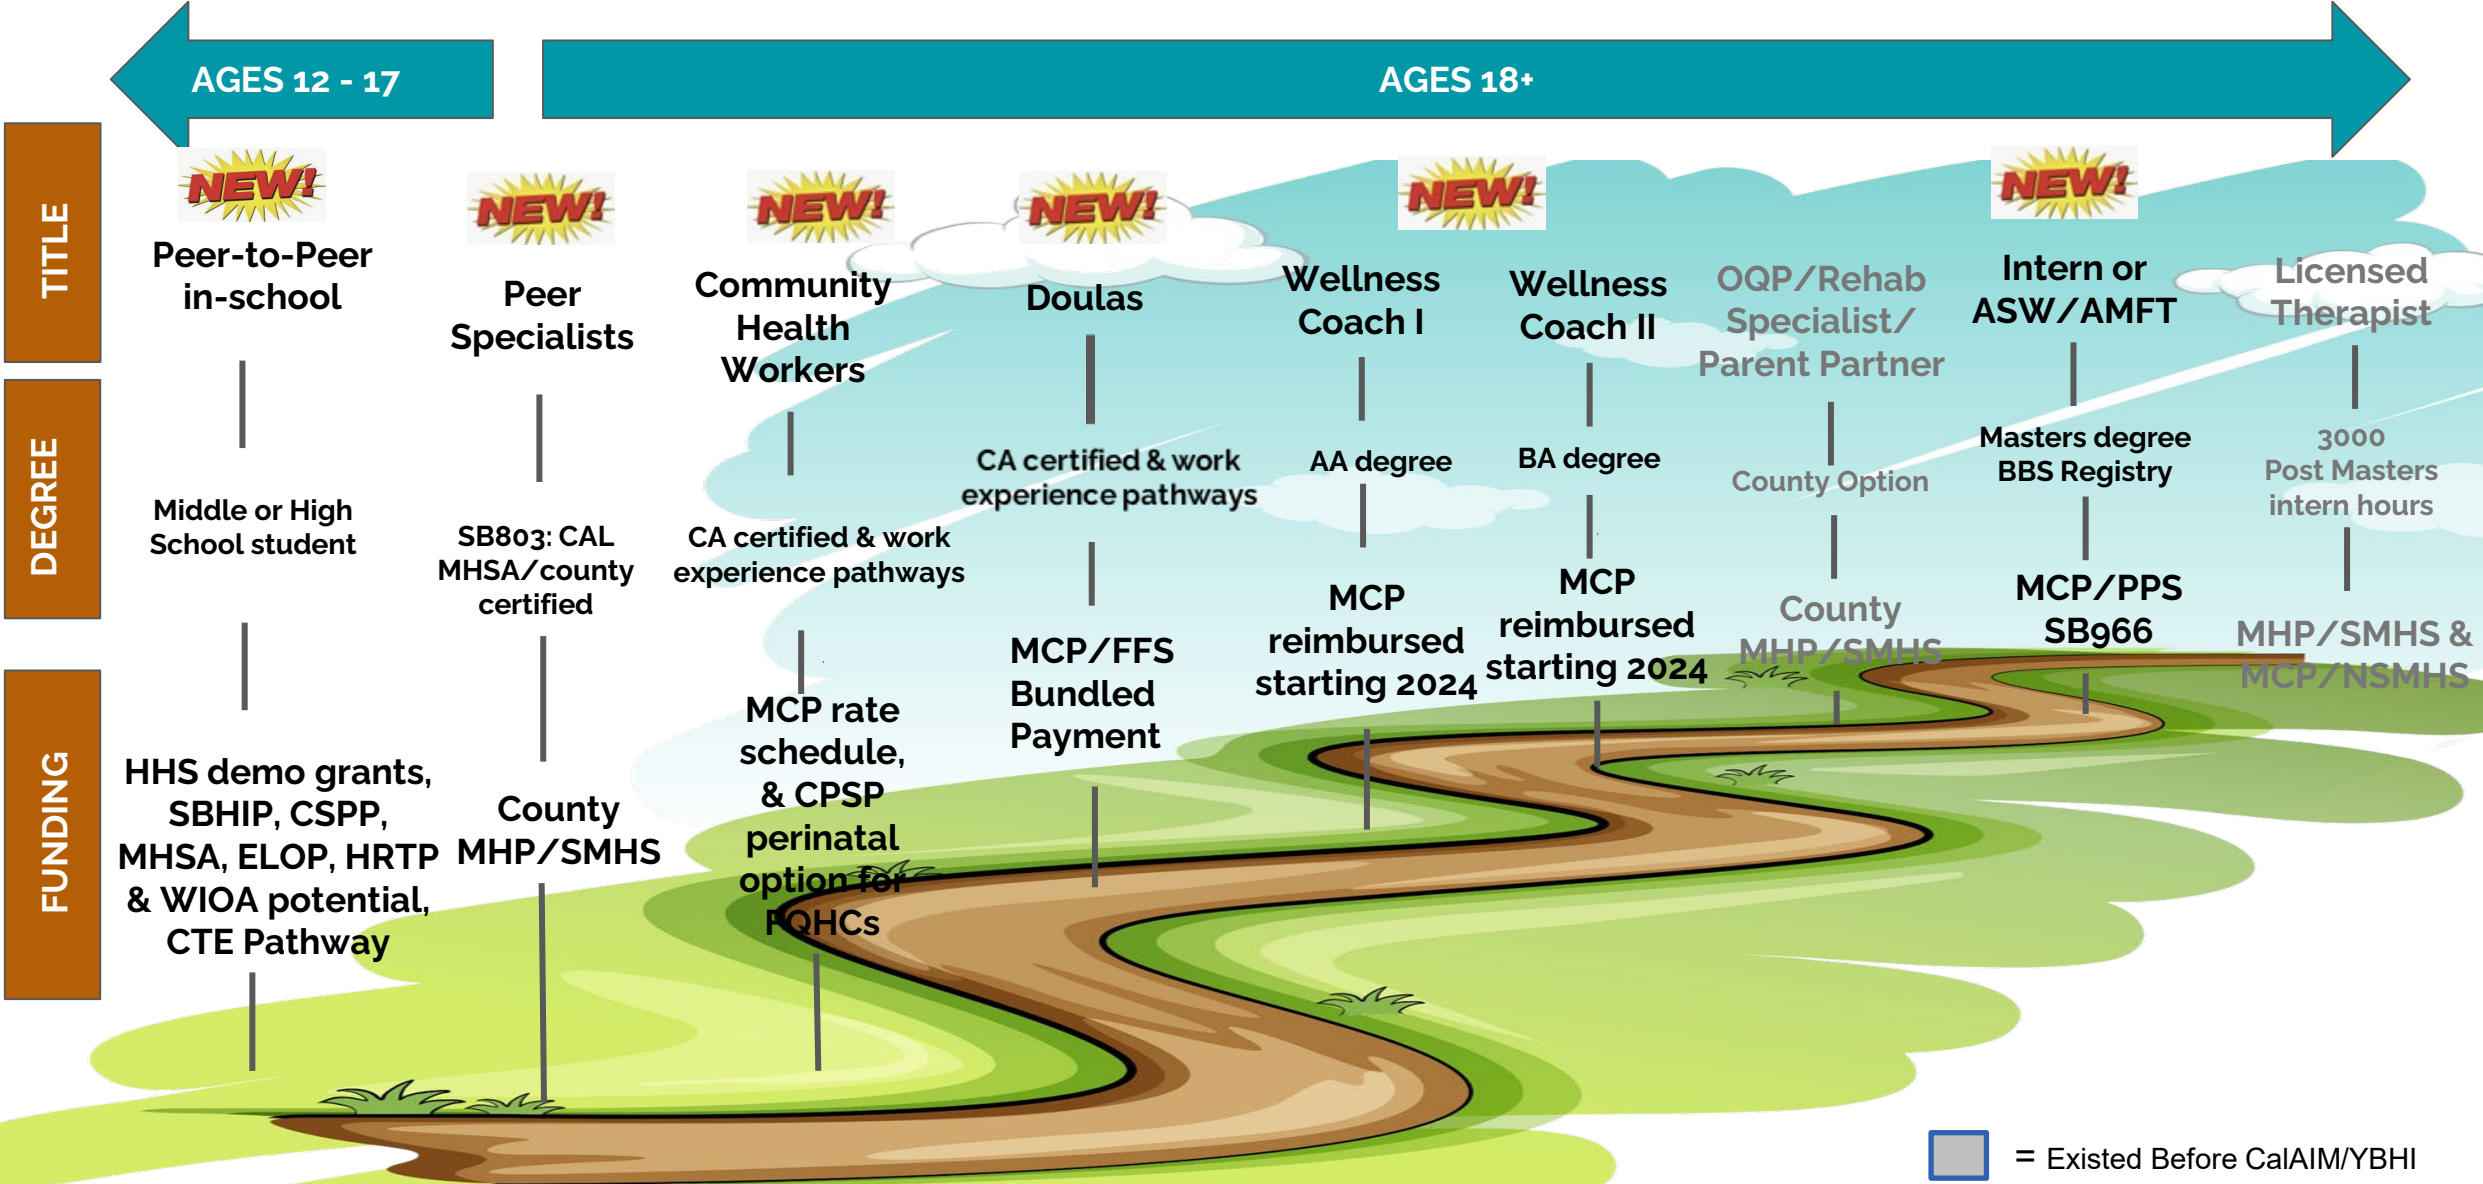 AGES 12 - 17
AGES 18+
TITLE
DEGREE
FUNDING
NEW!
Peer-to-Peer
in-school
Middle or High
School student
HHS demo grants,
SBHIP, CSPP,
MHSA, ELOP, HRTP
& WIOA potential,
CTE Pathway
NEW!
Peer
Specialists
SB803: CAL
MHSA/county
certified
County
MHP/SMHS
NEW!
Community
Health
Workers
CA certified & work
experience pathways
MCP rate
schedule,
& CPSP
perinatal
option for
FQHCs
NEW!
Doulas
CA certified & work
experience pathways
MCP/FFS
Bundled
Payment
NEW!
Wellness
Coach I
AA degree
MCP
reimbursed
starting 2024
Wellness
Coach II
BA degree
MCP
reimbursed
starting 2024
OQP/Rehab
Specialist/
Parent Partner
County Option
County
MHP/SMHS
NEW!
Intern or
ASW/AMFT
Masters degree
BBS Registry
MCP/PPS
SB966
Licensed
Therapist
3000
Post Masters
intern hours
MHP/SMHS &
MCP/NSMHS
= Existed Before CalAIM/YBHI